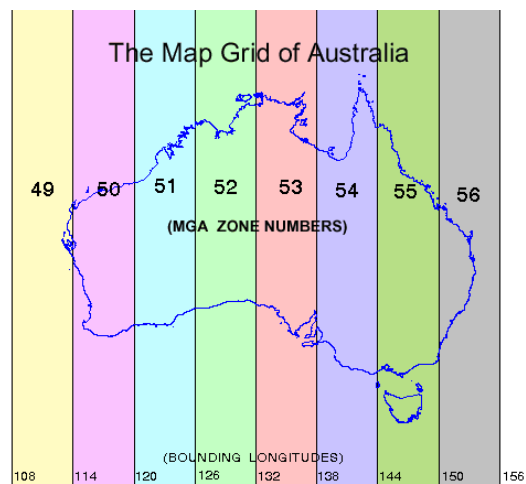 The Map Grid of Australia
49 50 51 52 53 54 55 56
(MGA ZONE NUMBERS)
(BOUNDING LONGITUDES)
108 114 120 126 132 138 144 150 156